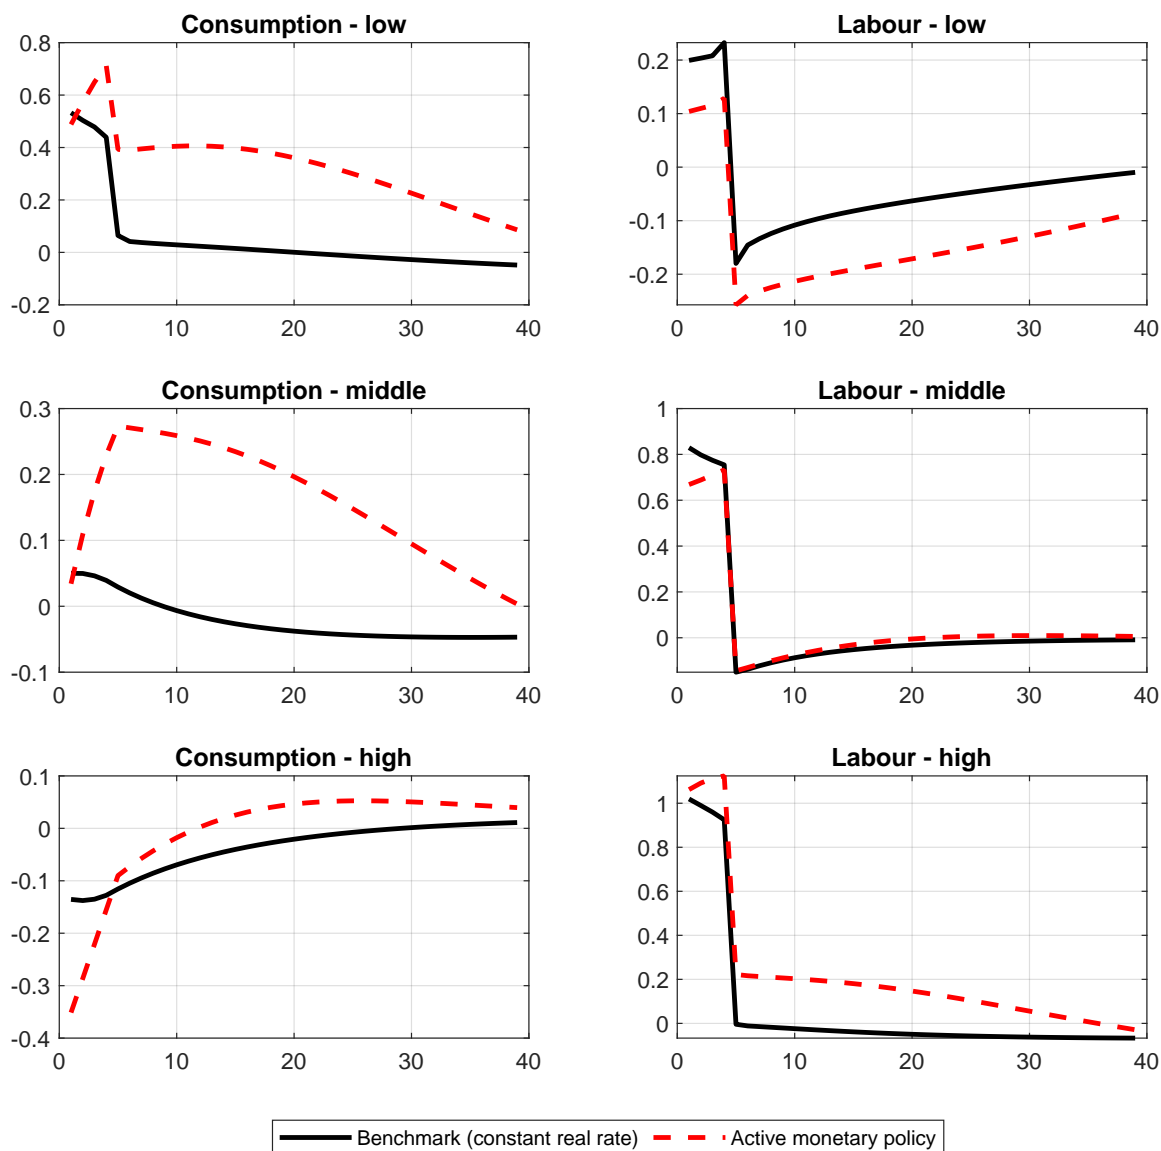 Consumption - low
0.8
0.6
0.4
0.2
0
-0.2
0 10 20 30 40
Labour - low
0.2
0.1
0
-0.1
-0.2
0 10 20 30 40
Consumption - middle
0.3
0.2
0.1
0
-0.1
0 10 20 30 40
Labour - middle
1
0.8
0.6
0.4
0.2
0
0 10 20 30 40
Consumption - high
0.1
0
-0.1
-0.2
-0.3
-0.4
0 10 20 30 40
Labour - high
1
0.8
0.6
0.4
0.2
0
0 10 20 30 40
Benchmark (constant real rate) Active monetary policy